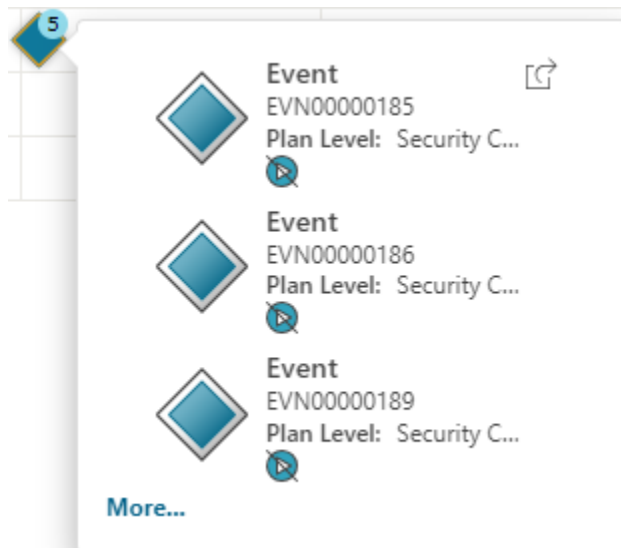 5
Event
EVN00000185
Plan Level: Security C...
Event
EVN00000186
Plan Level: Security C...
Event
EVN00000189
Plan Level: Security C...
More...